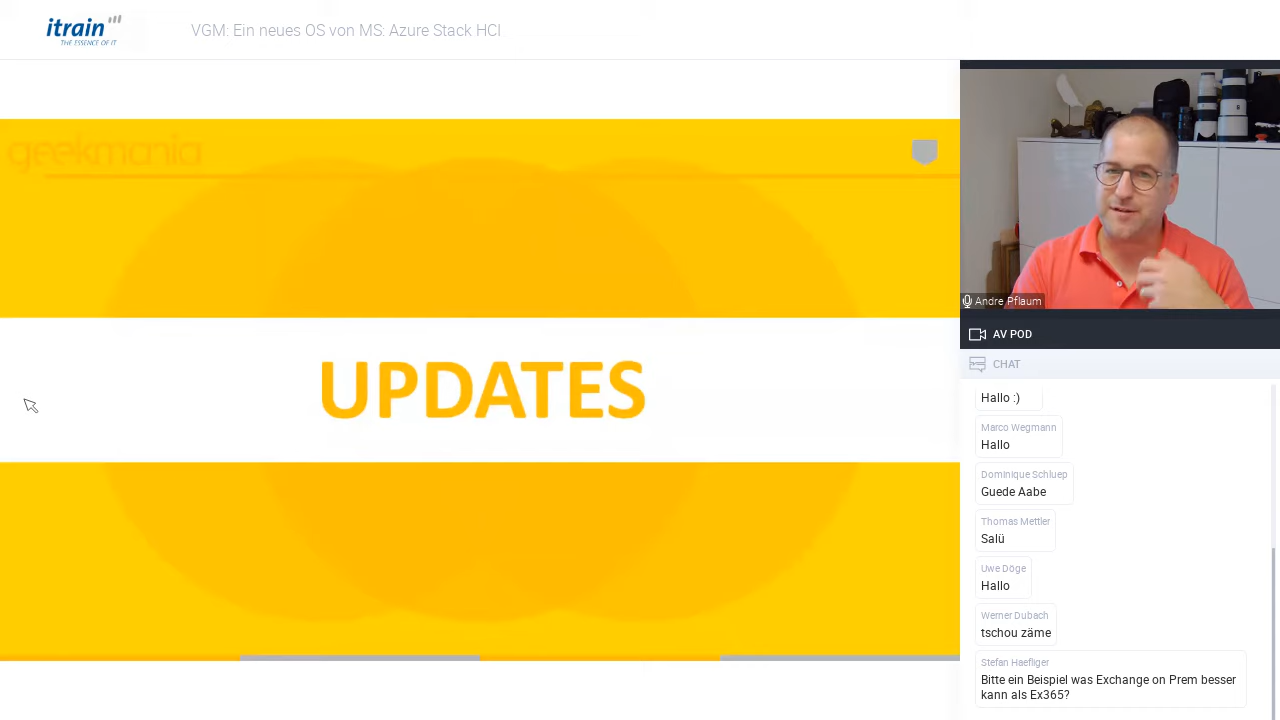 itrain
THE ESSENCE OF IT
VGM: Ein neues OS von MS: Azure Stack HCI
geekmania
UPDATES
Andre Pflaum
AV POD
CHAT
Hallo :)
Marco Wegmann
Hallo
Dominique Schluep
Guede Aabe
Thomas Mettler
Salü
Uwe Döge
Hallo
Werner Dubach
tschou zäme
Stefan Haefliger
Bitte ein Beispiel was Exchange on Prem besser
kann als Ex365?